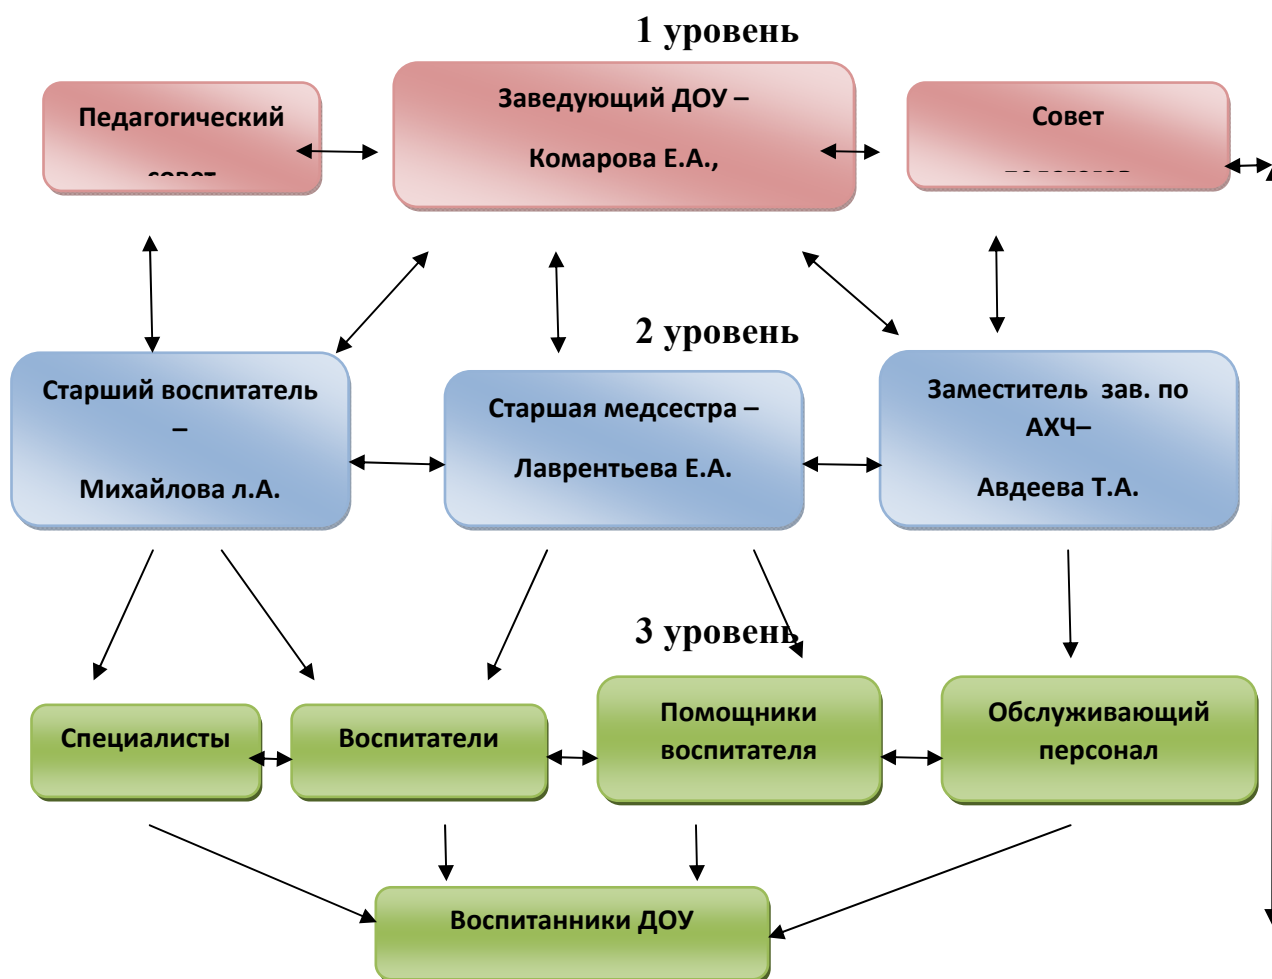 1 уровень
Педагогический
Заведующий ДОУ –
Комарова Е.А.,
Совет
2 уровень
Старший воспитатель
–
Михайлова л.А.
Старшая медсестра –
Лаврентьева Е.А.
Заместитель зав. по
АХЧ–
Авдеева Т.А.
3 уровень
Специалисты
Воспитатели
Помощники
воспитателя
Обслуживающий
персонал
Воспитанники ДОУ